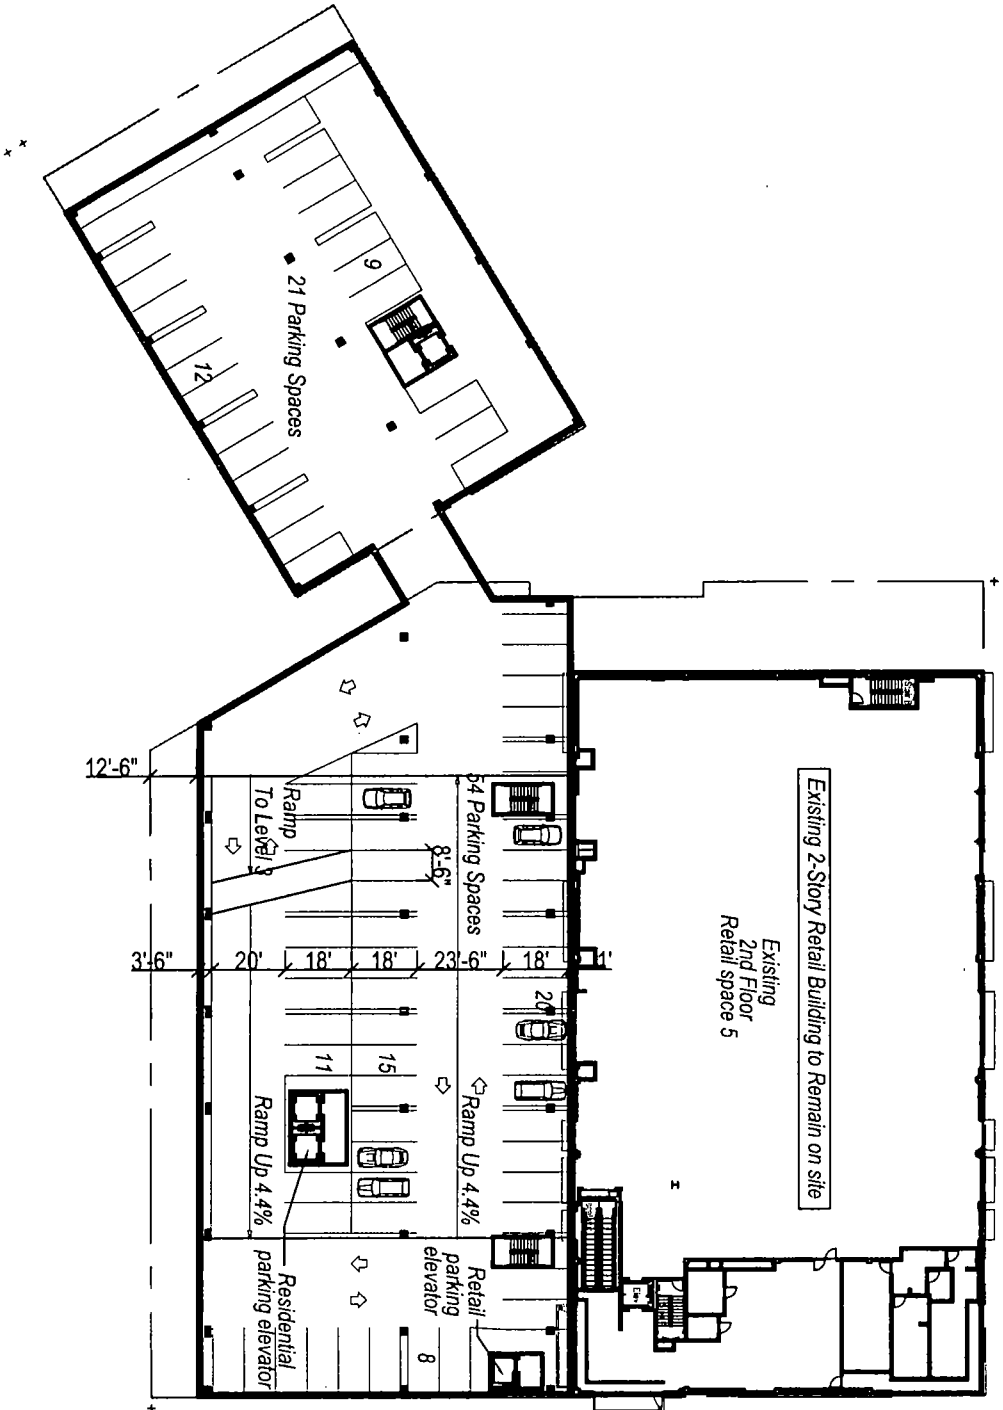 9
21 Parking Spaces
12
12'-6"
Ramp
To Level 3
54 Parking Spaces
8'-6"
Existing 2-Story Retail Building to Remain on site
Existing
2nd Floor
Retail space 5
3'-6"
20'
18'
18'
23'-6"
18'
1'
20
15
11
Ramp Up 4.4%
Ramp Up 4.4%
H
Residential
parking elevator
Retail
parking
elevator
8